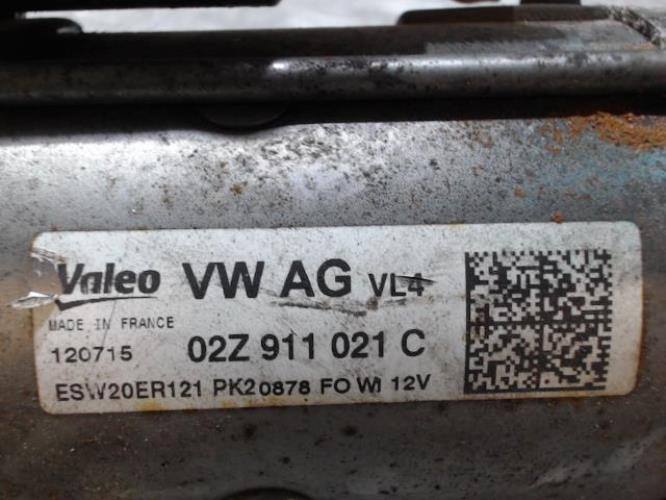 Valeo VW AG VL4
MADE IN FRANCE
120715 02Z 911 021 C
ESW20ER121 PK20878 FO WI 12V